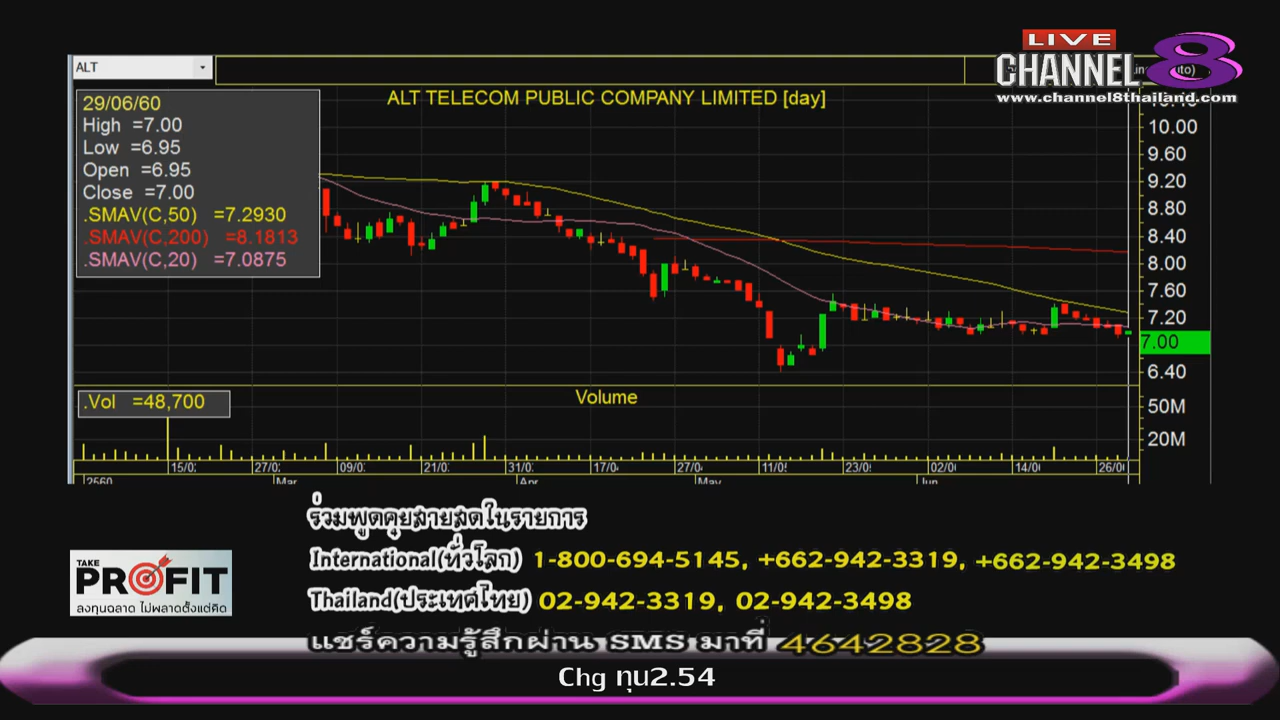 LIVE
CHANNEL 8
www.channel8thailand.com
ALT
ALT TELECOM PUBLIC COMPANY LIMITED [day]
29/06/60
High =7.00
Low =6.95
Open =6.95
Close =7.00
.SMAV(C,50) =7.2930
.SMAV(C,200) =8.1813
.SMAV(C,20) =7.0875
10.00
9.60
9.20
8.80
8.40
8.00
7.60
7.20
7.00
6.40
.Vol =48,700
Volume
50M
20M
15/02 27/02 09/0 21/0 31/0 17/04 27/04 11/05 23/05 02/06 14/06 26/06
2560 Mar Apr May Jun
ร่วมพูดคุยสายสดในรายการ
International(ทั่วโลก) 1-800-694-5145, +662-942-3319, +662-942-3498
Thailand(ประเทศไทย) 02-942-3319, 02-942-3498
แชร์ความรู้สึกผ่าน SMS มาที่ 4642828
TAKE
PROFIT
ลงทุนฉลาด ไม่พลาดตั้งแต่คิด
Chg ทุน2.54